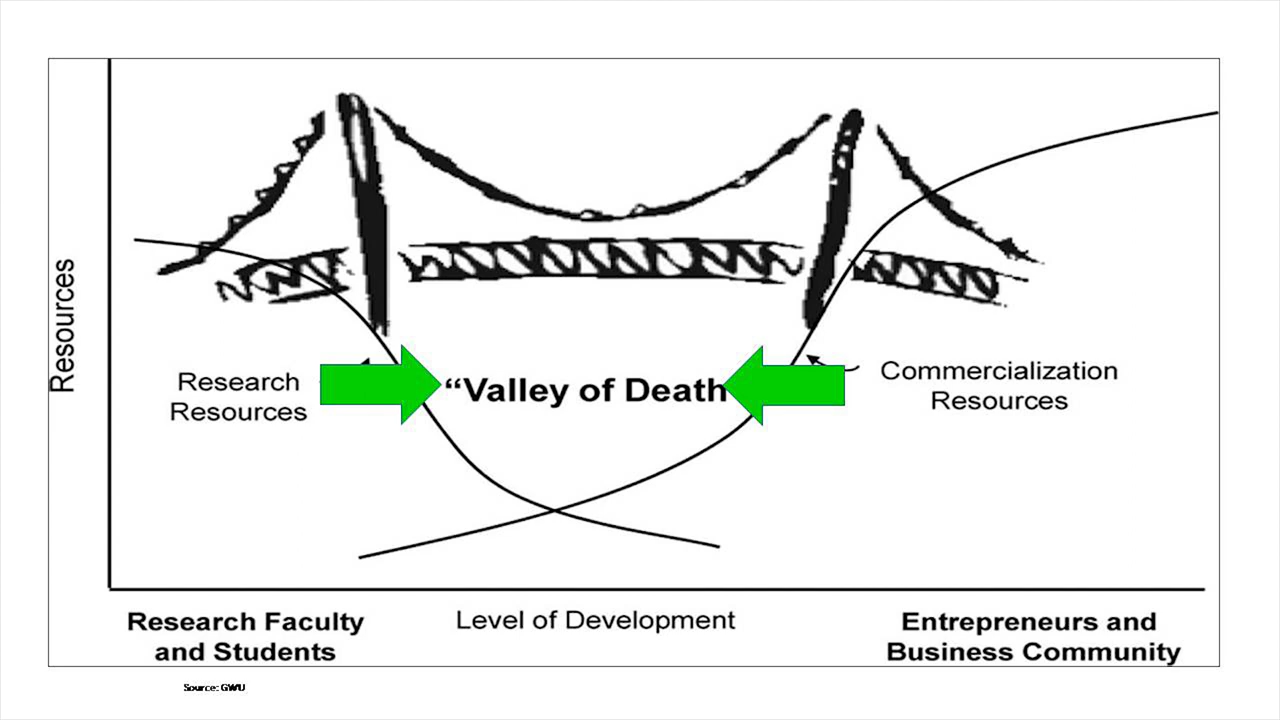 Resources
Research
Resources
“Valley of Death
Commercialization
Resources
Research Faculty
and Students
Level of Development
Entrepreneurs and
Business Community
Source: GWU